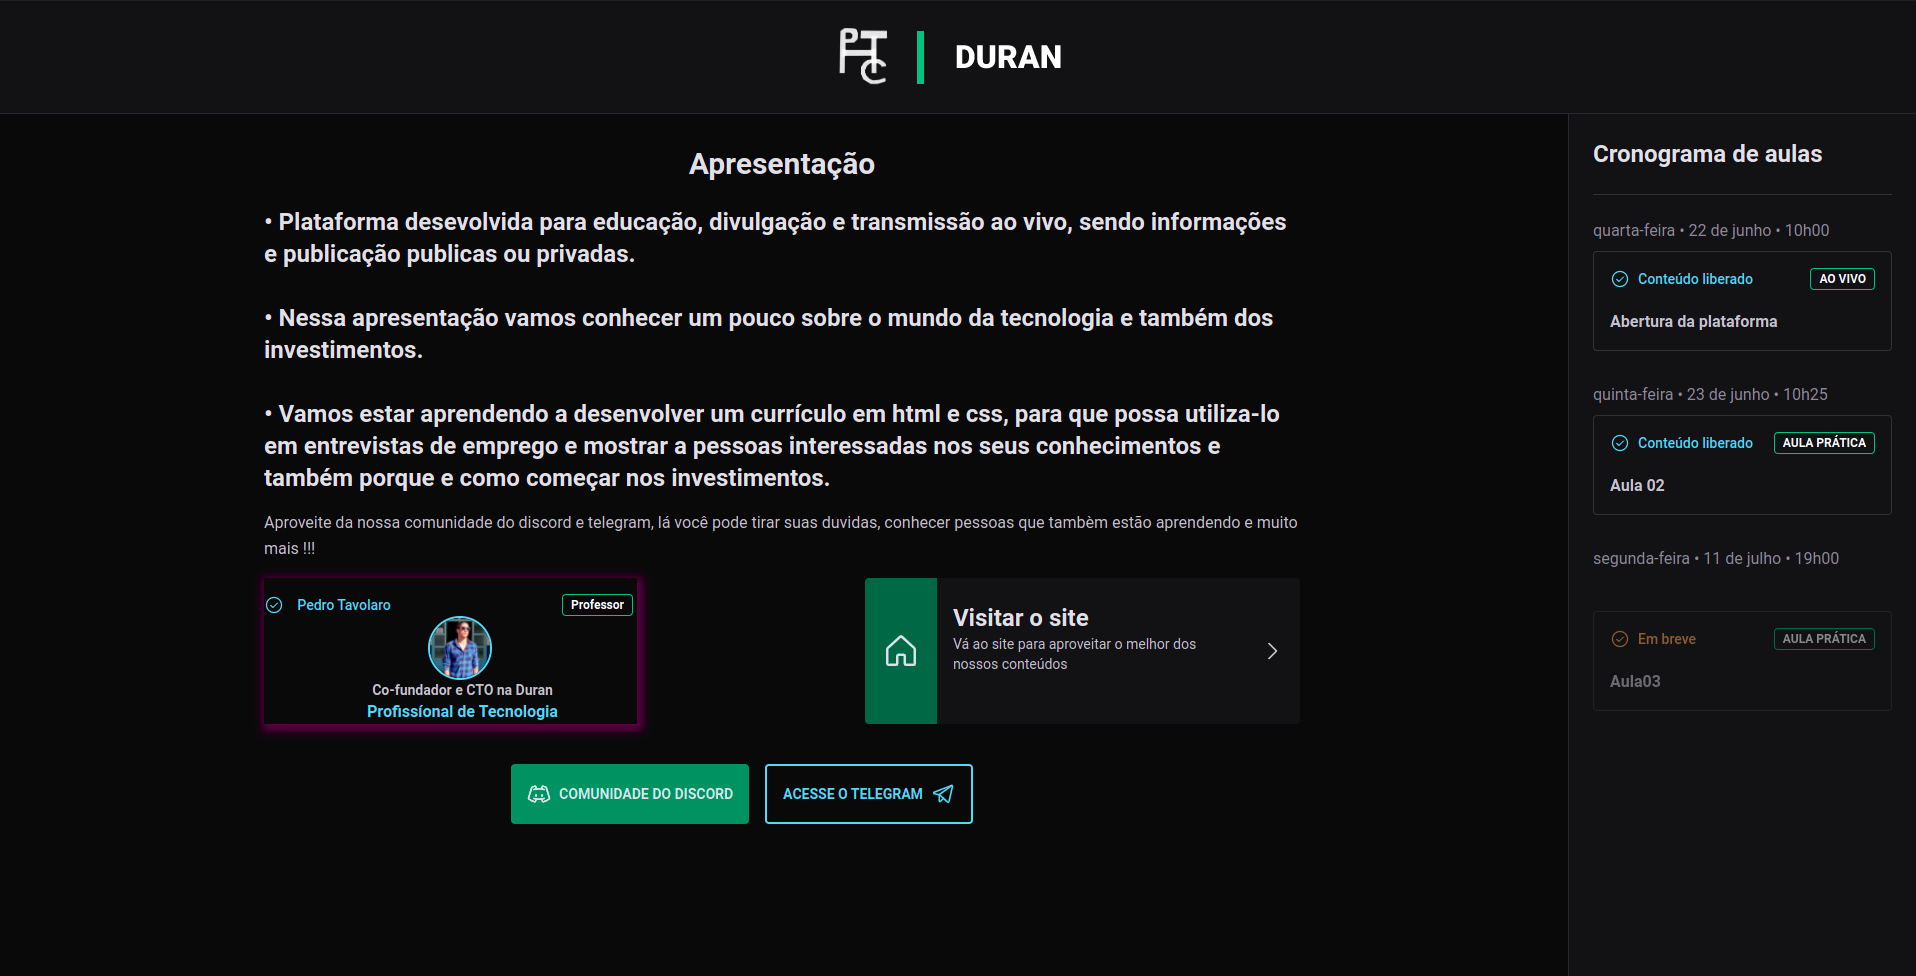 PTC
DURAN
Apresentação
• Plataforma desevolvida para educação, divulgação e transmissão ao vivo, sendo informações
e publicação publicas ou privadas.
• Nessa apresentação vamos conhecer um pouco sobre o mundo da tecnologia e também dos
investimentos.
• Vamos estar aprendendo a desenvolver um currículo em html e css, para que possa utiliza-lo
em entrevistas de emprego e mostrar a pessoas interessadas nos seus conhecimentos e
também porque e como começar nos investimentos.
Aproveite da nossa comunidade do discord e telegram, lá você pode tirar suas duvidas, conhecer pessoas que tambèm estão aprendendo e muito
mais !!!
Pedro Tavolaro
Professor
Co-fundador e CTO na Duran
Profissíonal de Tecnologia
Visitar o site
Vá ao site para aproveitar o melhor dos
nossos conteúdos
COMUNIDADE DO DISCORD
ACESSE O TELEGRAM
Cronograma de aulas
quarta-feira • 22 de junho • 10h00
Conteúdo liberado
AO VIVO
Abertura da plataforma
quinta-feira • 23 de junho • 10h25
Conteúdo liberado
AULA PRÁTICA
Aula 02
segunda-feira • 11 de julho • 19h00
Em breve
AULA PRÁTICA
Aula03